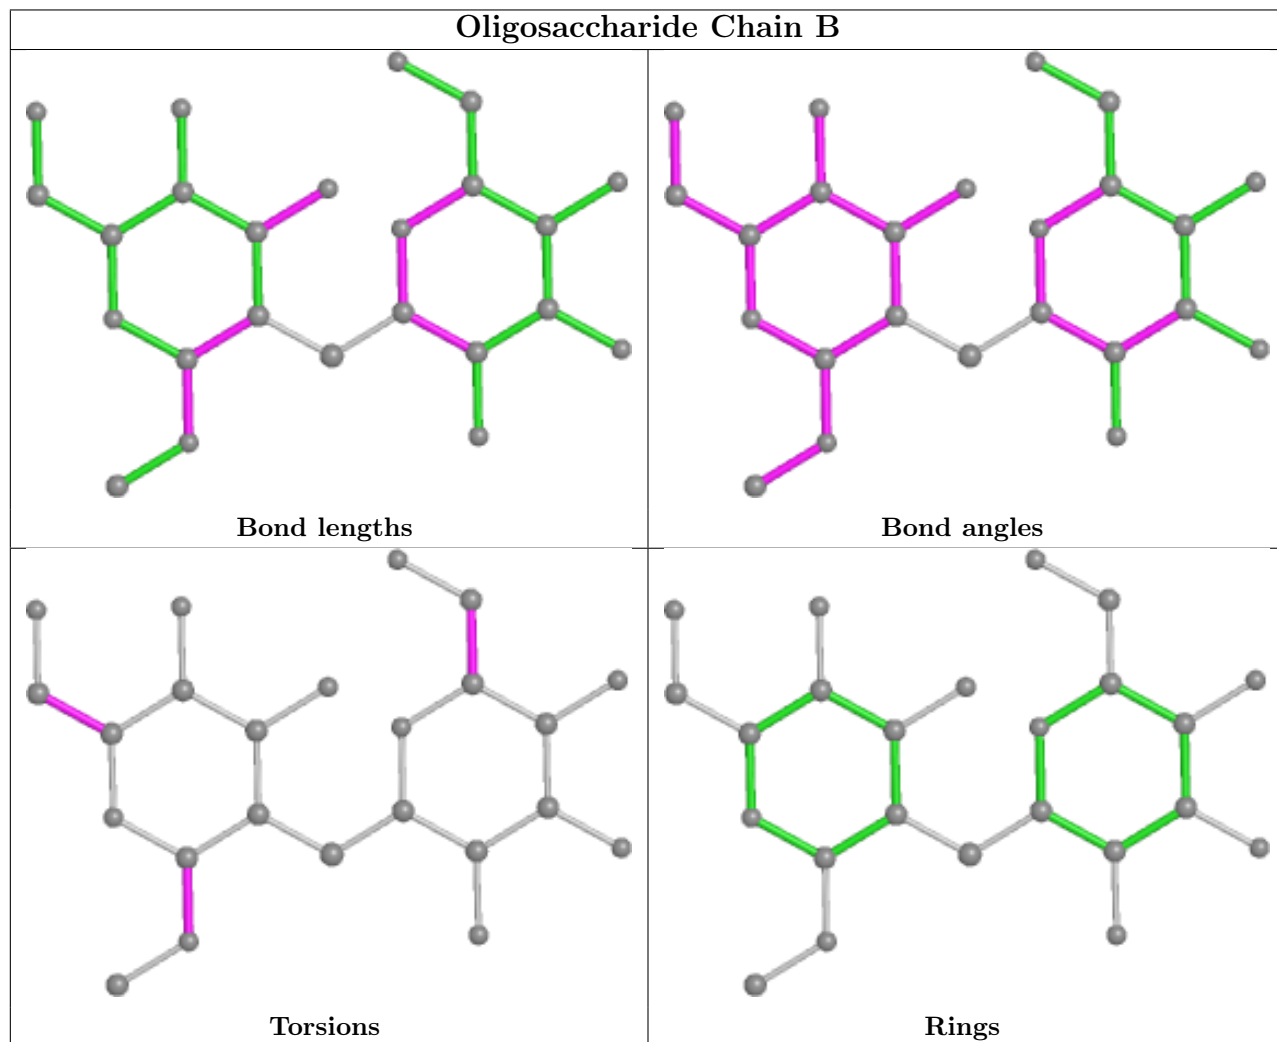 Oligosaccharide Chain B
Bond lengths
Bond angles
Torsions
Rings